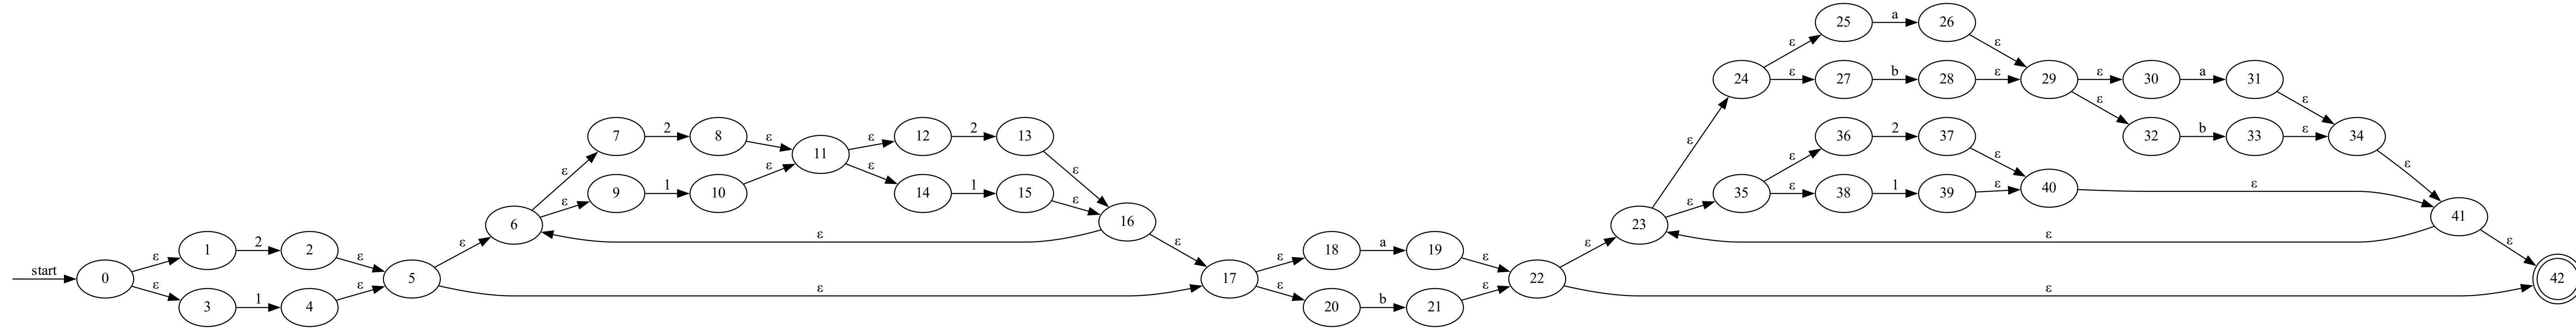 25 a 26
ε ε
24 ε 27 b 28 ε 29 ε 30 a 31
ε ε
7 2 8 ε ε 12 2 13 ε 36 2 37 32 b 33 ε 34
11 ε ε ε
ε ε ε ε
9 1 10 14 1 15 35 ε 38 1 39 ε 40 ε
ε ε ε ε
6 16 23 41
ε ε
1 2 2 ε ε 18 a 19 ε ε
ε ε ε ε ε
start 0 5 17 22 42
ε ε ε ε ε ε
3 1 4 20 b 21